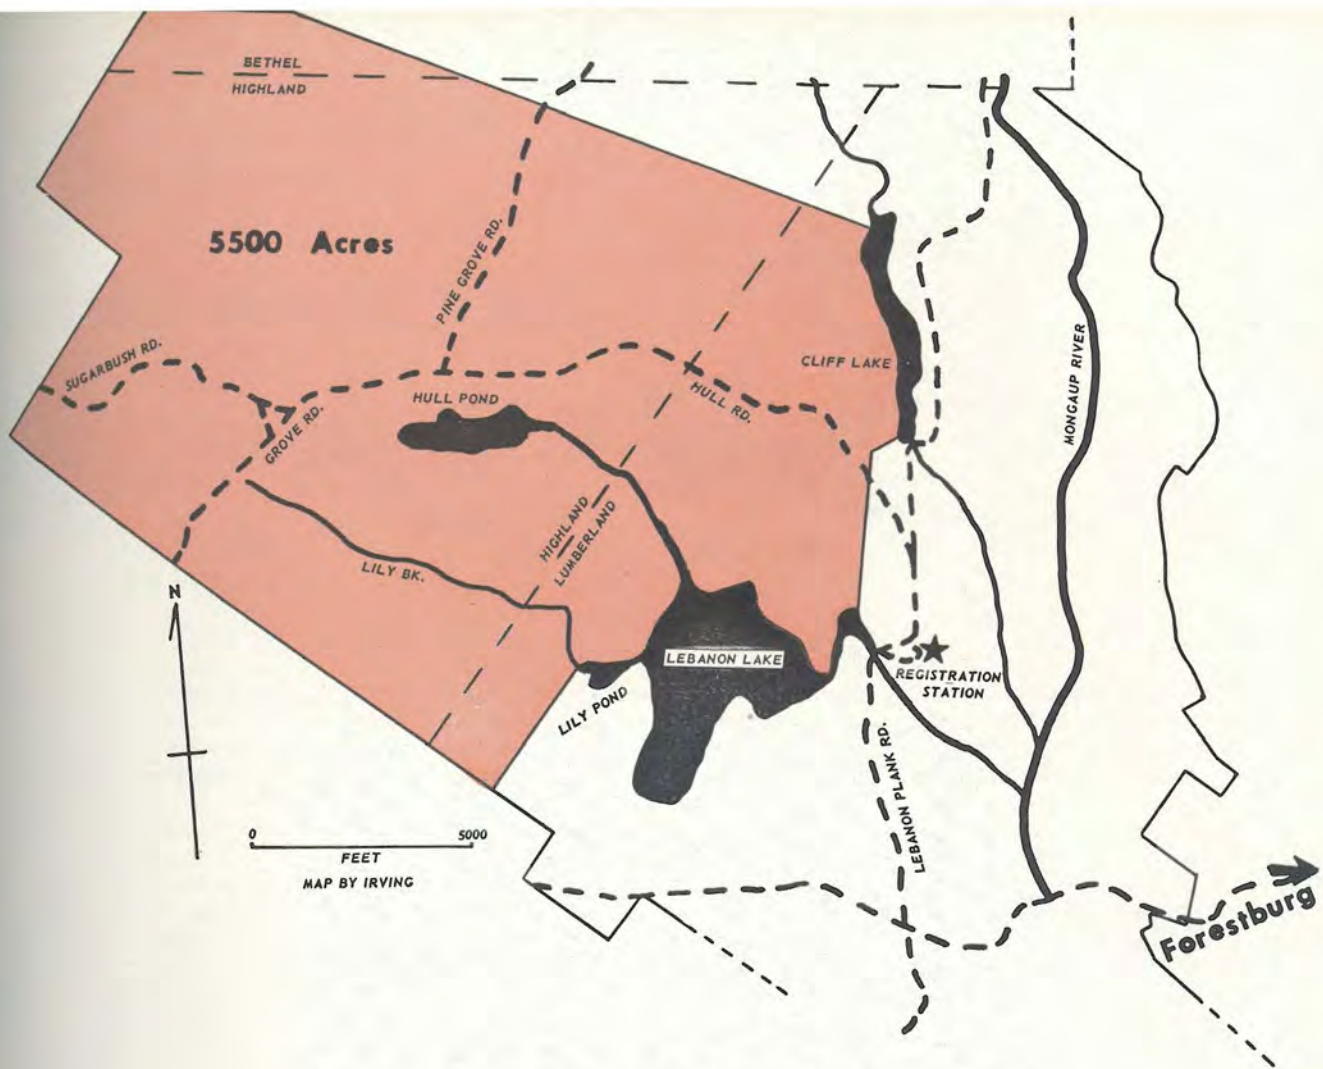 BETHEL
HIGHLAND
5500 Acres
PINE GROVE RD.
SUGARBUSH RD.
CLIFF LAKE
MONGAUP RIVER
HULL POND
HULL RD.
GROVE RD.
HIGHLAND
LUMBERLAND
LILY BK.
N
LEBANON LAKE
REGISTRATION
STATION
LILY POND
LEBANON PLANK RD.
0 5000
FEET
MAP BY IRVING
Forestburg